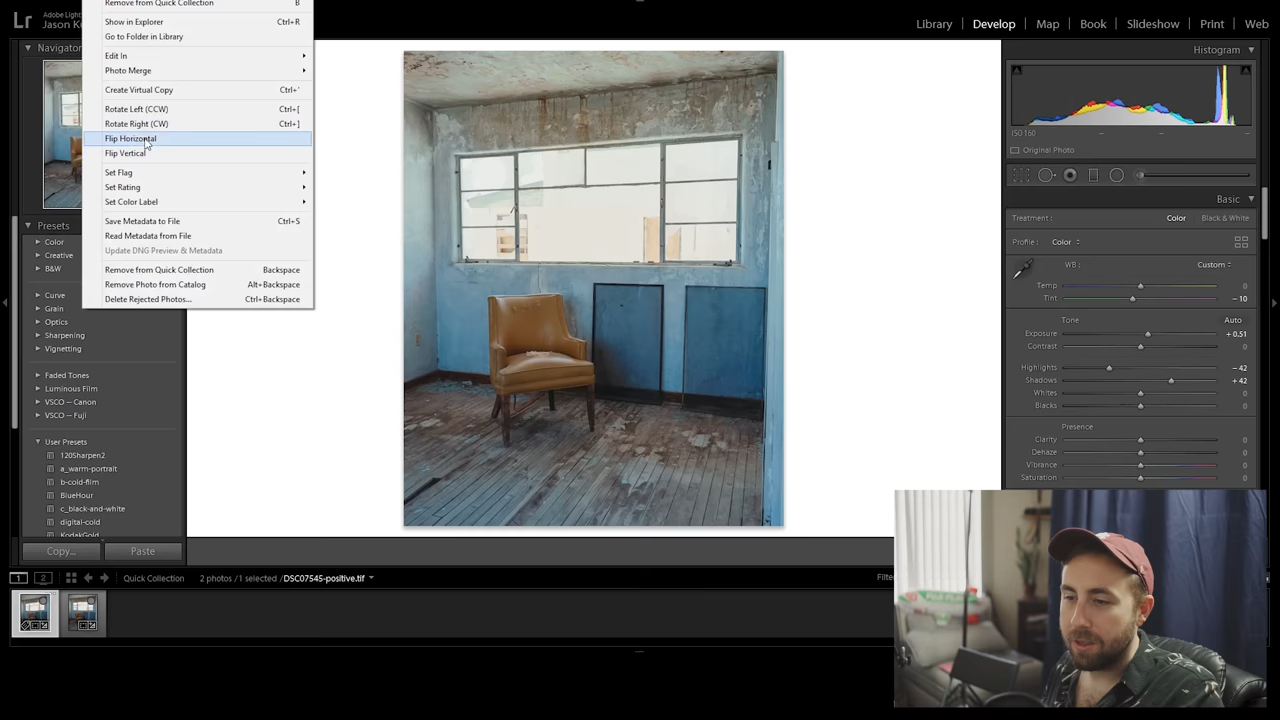 Remove from Quick Collection B
Lr Adobe Ligh
Jason K
Library | Develop | Map | Book | Slideshow | Print | Web
Show in Explorer Ctrl+R
Go to Folder in Library
Edit In
Photo Merge
Create Virtual Copy Ctrl+'
Rotate Left (CCW) Ctrl+[
Rotate Right (CW) Ctrl+]
Flip Horizontal
Flip Vertical
Set Flag
Set Rating
Set Color Label
Save Metadata to File Ctrl+S
Read Metadata from File
Update DNG Preview & Metadata
Remove from Quick Collection Backspace
Remove Photo from Catalog Alt+Backspace
Delete Rejected Photos... Ctrl+Backspace
Navigato
Presets
Color
Creative
B&W
Curve
Grain
Optics
Sharpening
Vignetting
Faded Tones
Luminous Film
VSCO — Canon
VSCO — Fuji
User Presets
120Sharpen2
a_warm-portrait
b-cold-film
BlueHour
c_black-and-white
digital-cold
KodakGold
Copy... Paste
Histogram
ISO 160 – – –
Original Photo
Basic
Treatment : Color Black & White
Profile : Color
WB : Custom
Temp 0
Tint – 10
Tone Auto
Exposure + 0.51
Contrast 0
Highlights – 42
Shadows + 42
Whites 0
Blacks 0
Presence
Clarity 0
Dehaze 0
Vibrance 0
Saturation 0
1 2 Quick Collection 2 photos / 1 selected / DSC07545-positive.tif Filte